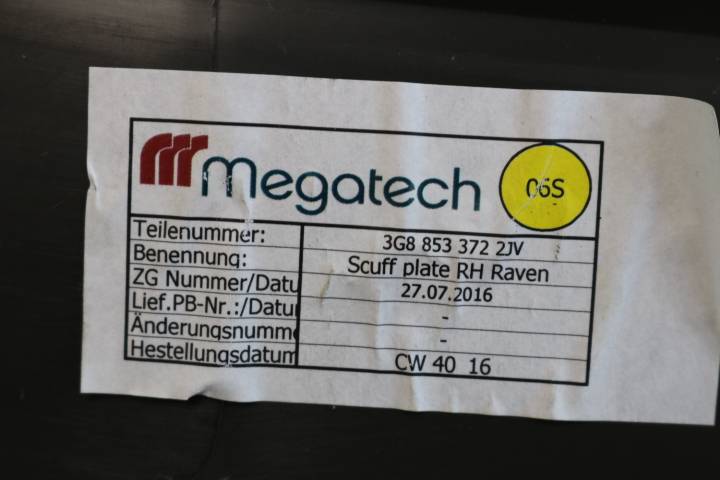 megatech
06S
Teilenummer: 3G8 853 372 2JV
Benennung: Scuff plate RH Raven
ZG Nummer/Datu 27.07.2016
Lief.PB-Nr.:/Datu -
Änderungsnumme -
Hestellungsdatum CW 40 16